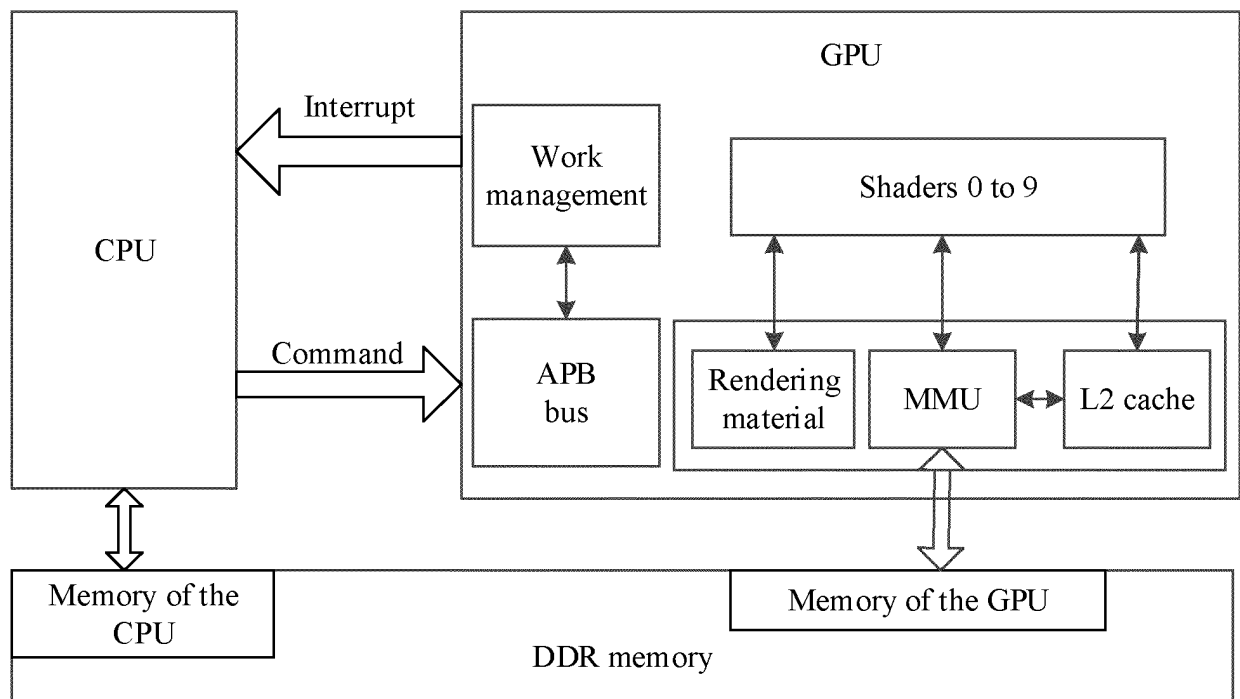 GPU
Interrupt
Work
management
Shaders 0 to 9
CPU
Command
APB
bus
Rendering
material
MMU
L2 cache
Memory of the
CPU
Memory of the GPU
DDR memory